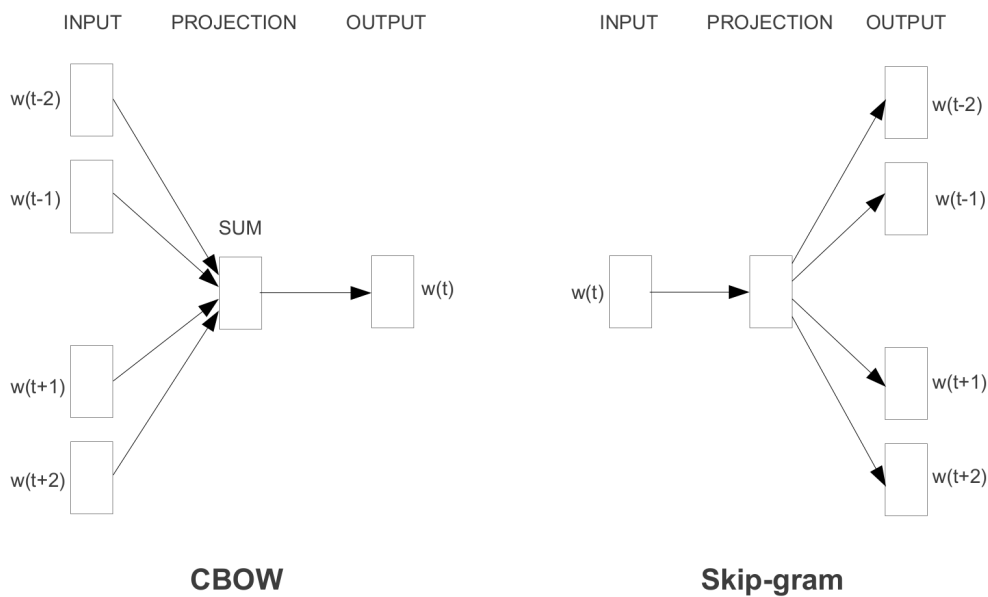 INPUT PROJECTION OUTPUT
w(t-2)
w(t-1)
SUM
w(t)
w(t+1)
w(t+2)
CBOW
INPUT PROJECTION OUTPUT
w(t-2)
w(t-1)
w(t)
w(t+1)
w(t+2)
Skip-gram